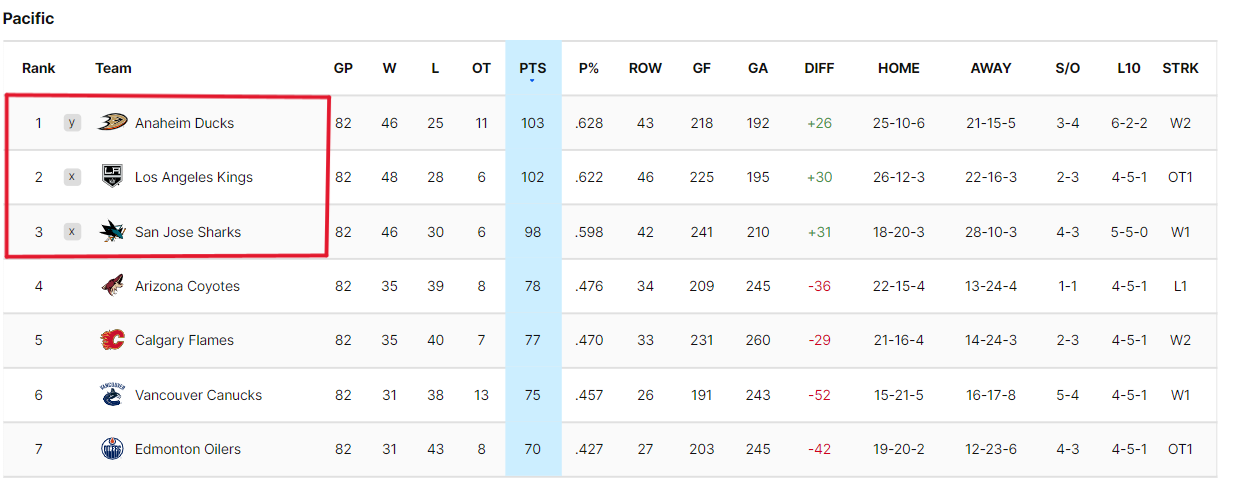 Pacific
Rank Team GP W L OT PTS P% ROW GF GA DIFF HOME AWAY S/O L10 STRK
1 y Anaheim Ducks 82 46 25 11 103 .628 43 218 192 +26 25-10-6 21-15-5 3-4 6-2-2 W2
2 x Los Angeles Kings 82 48 28 6 102 .622 46 225 195 +30 26-12-3 22-16-3 2-3 4-5-1 OT1
3 x San Jose Sharks 82 46 30 6 98 .598 42 241 210 +31 18-20-3 28-10-3 4-3 5-5-0 W1
4 Arizona Coyotes 82 35 39 8 78 .476 34 209 245 -36 22-15-4 13-24-4 1-1 4-5-1 L1
5 Calgary Flames 82 35 40 7 77 .470 33 231 260 -29 21-16-4 14-24-3 2-3 4-5-1 W2
VANCOUVER
6 Vancouver Canucks 82 31 38 13 75 .457 26 191 243 -52 15-21-5 16-17-8 5-4 4-5-1 W1
7 OILERS Edmonton Oilers 82 31 43 8 70 .427 27 203 245 -42 19-20-2 12-23-6 4-3 4-5-1 OT1